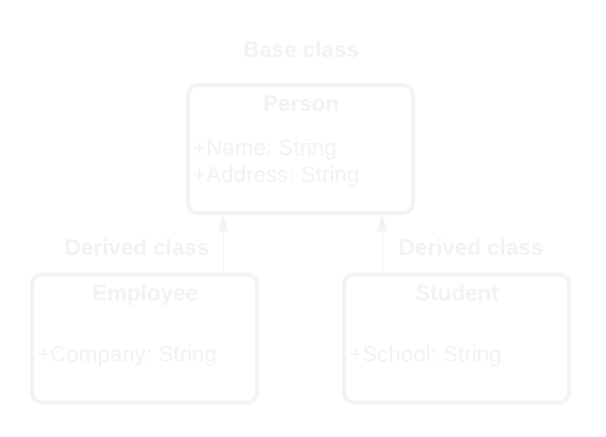 Base class
Person
+Name: String
+Address: String
Derived class
Derived class
Employee
+Company: String
Student
+School: String